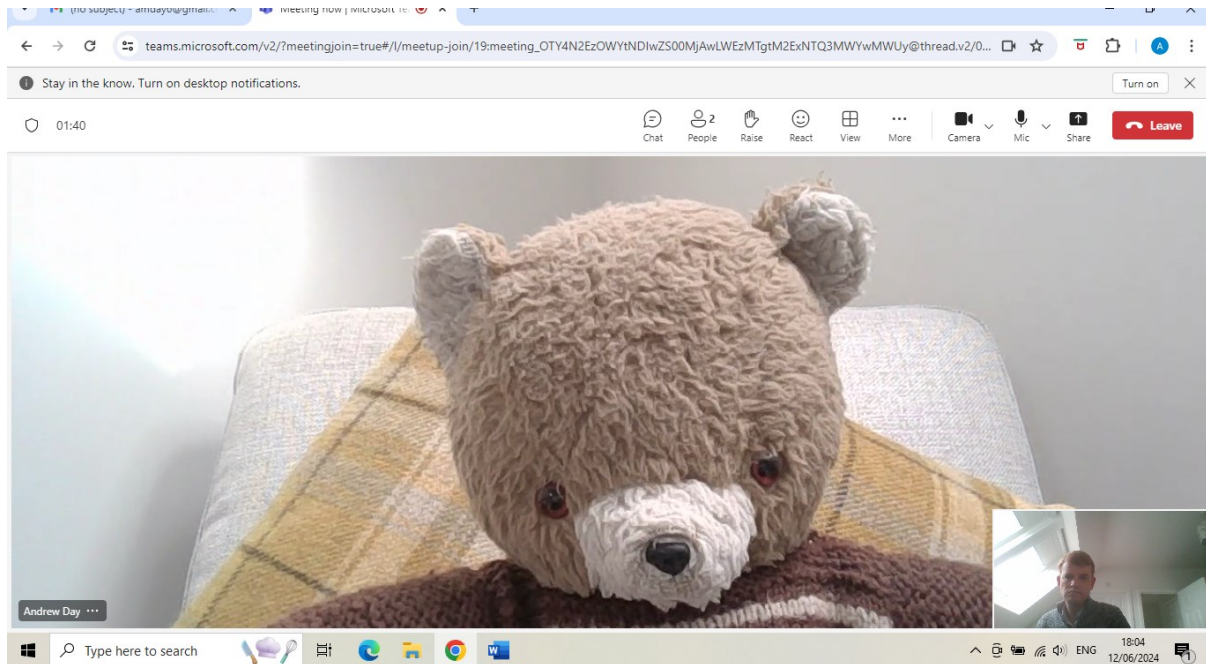 (no subject) - amdayo@gmail.c
Meeting now | Microsoft Te
teams.microsoft.com/v2/?meetingjoin=true#/l/meetup-join/19:meeting_OTY4N2EzOWYtNDIwZS00MjAwLWEzMTgtM2ExNTQ3MWYwMWUy@thread.v2/0...
A
Stay in the know. Turn on desktop notifications.
Turn on
01:40
2
Chat People Raise React View More Camera Mic Share Leave
Andrew Day ...
Type here to search
ENG
18:04
12/06/2024
1